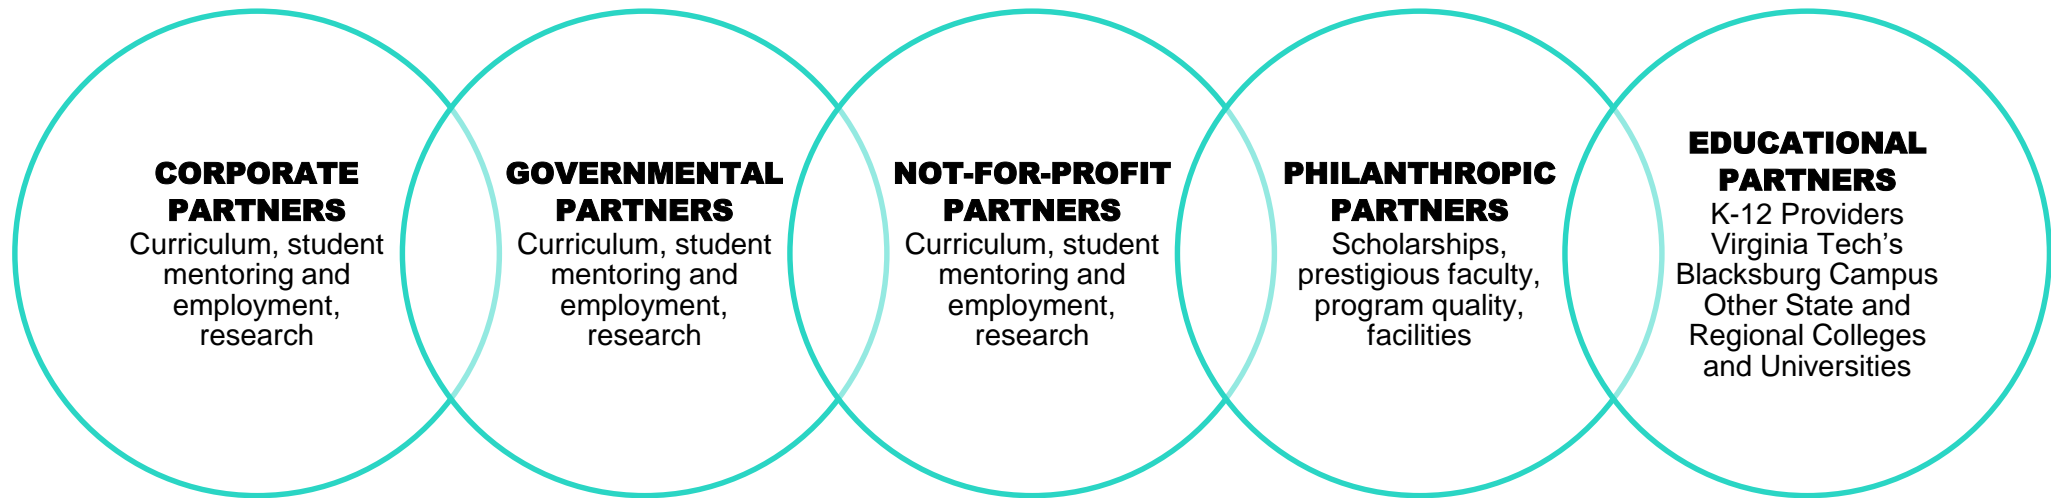 CORPORATE
PARTNERS
Curriculum, student
mentoring and
employment,
research
GOVERNMENTAL
PARTNERS
Curriculum, student
mentoring and
employment,
research
NOT-FOR-PROFIT
PARTNERS
Curriculum, student
mentoring and
employment,
research
PHILANTHROPIC
PARTNERS
Scholarships,
prestigious faculty,
program quality,
facilities
EDUCATIONAL
PARTNERS
K-12 Providers
Virginia Tech’s
Blacksburg Campus
Other State and
Regional Colleges
and Universities